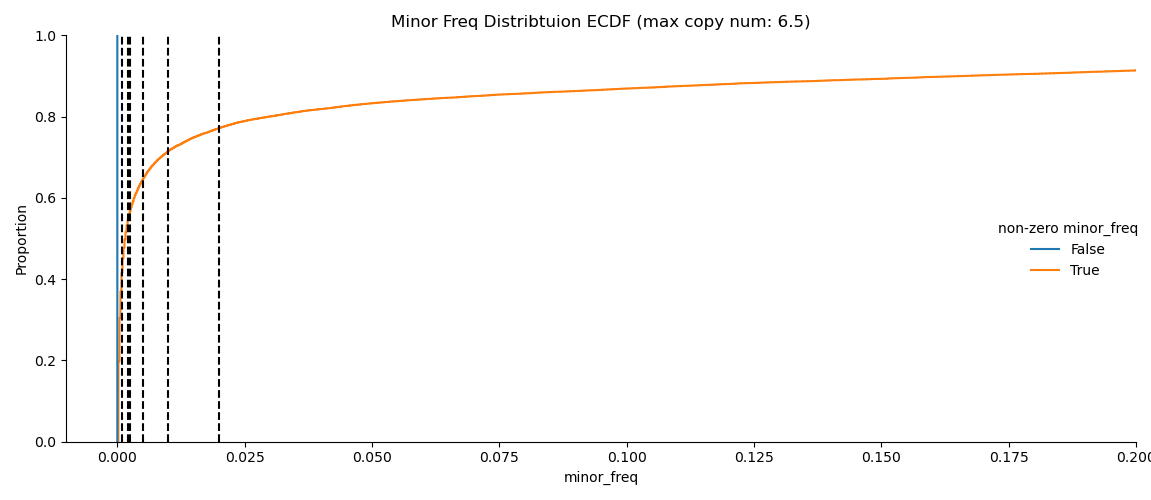 Minor Freq Distribtuion ECDF (max copy num: 6.5)
1.0
0.8
0.6
0.4
0.2
0.0
Proportion
non-zero minor_freq
False
True
0.000 0.025 0.050 0.075 0.100 0.125 0.150 0.175 0.200
minor_freq